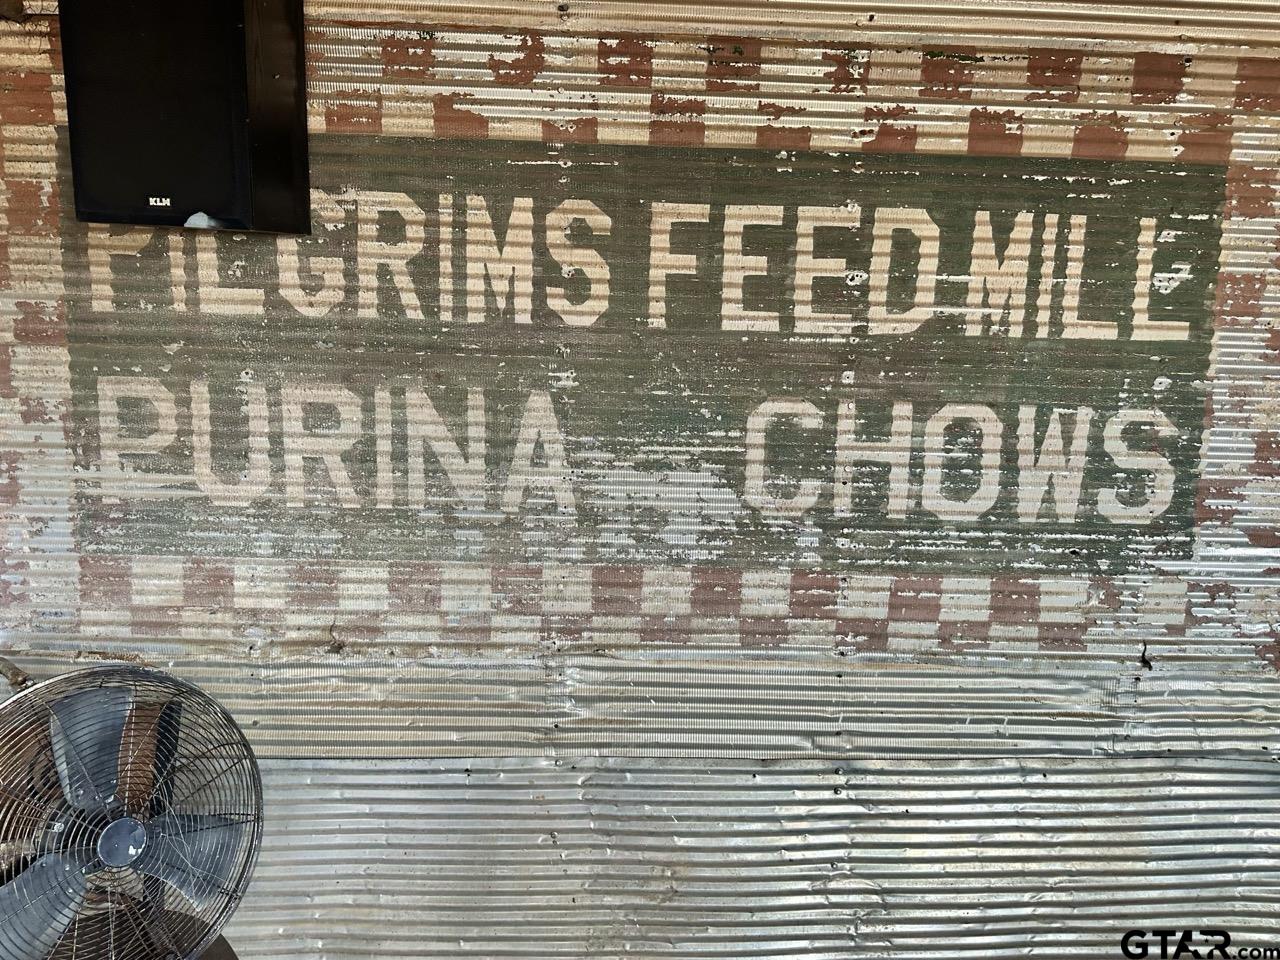 KLH
PILGRIMS FEED MILL
PURINA CHOWS
GTAR.com